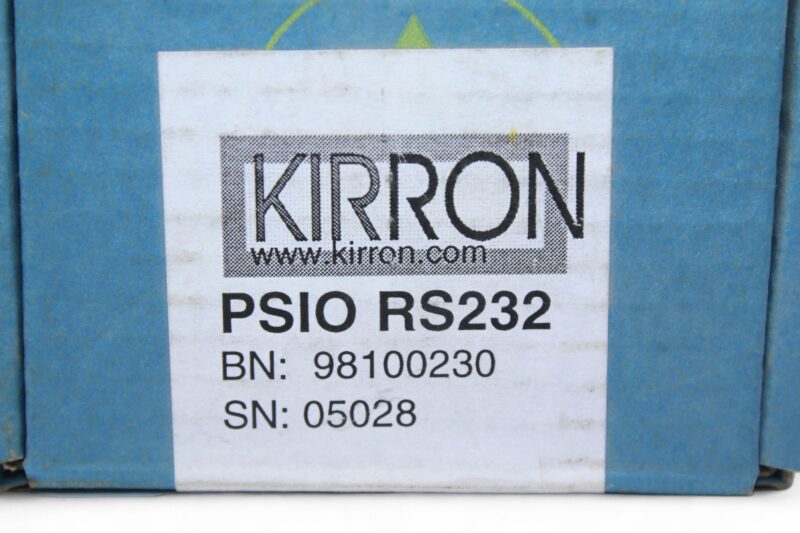 KIRRON
www.kirron.com
PSIO RS232
BN: 98100230
SN: 05028